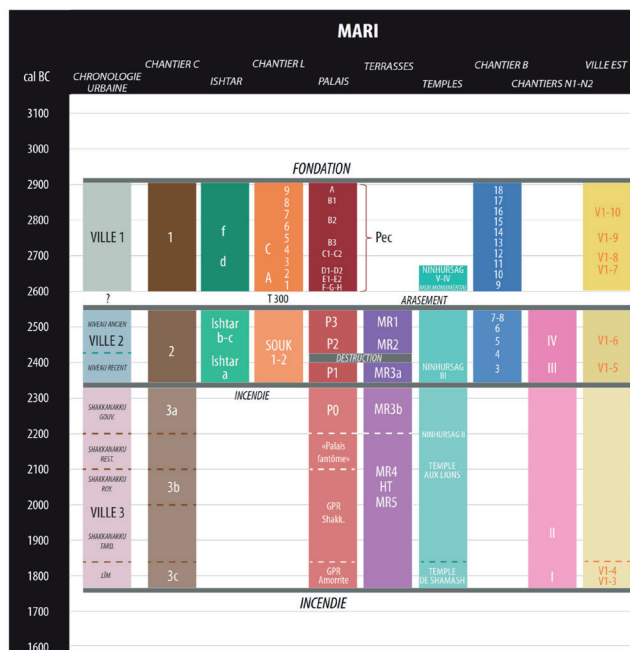 MARI
cal BC
CHRONOLOGIE
URBAINE
CHANTIER C
ISHTAR
CHANTIER L
PALAIS
TERRASSES
TEMPLES
CHANTIER B
CHANTIERS N1-N2
VILLE EST
3100
3000
2900
2800
2700
2600
2500
2400
2300
2200
2100
2000
1900
1800
1700
1600
FONDATION
VILLE 1
?
NIVEAU ANCIEN
VILLE 2
NIVEAU RECENT
SHAKKANAKKU
GOUV.
SHAKKANAKKU
REST.
SHAKKANAKKU
ROY.
VILLE 3
SHAKKANAKKU
TARD.
LÎM
1
2
3a
3b
3c
f
d
Ishtar
b-c
Ishtar
a
INCENDIE
9
8
7
6
5
C 4
3
A 2
1
T 300
SOUK
1-2
A
B1
B2
B3
C1-C2
D1-D2
E1-E2
F-G-H
Pec
P3
P2
DESTRUCTION
P1
P0
«Palais
fantôme»
GPR
Shakk.
GPR
Amorrite
ARASEMENT
MR1
MR2
MR3a
MR3b
MR4
HT
MR5
NINHURSAG
V-IV
MUR MONUMENTAL
NINHURSAG
III
NINHURSAG II
TEMPLE
AUX LIONS
TEMPLE
DE SHAMASH
18
17
16
15
14
13
12
11
10
9
7-8
6
5
4
3
IV
III
II
I
V1-10
V1-9
V1-8
V1-7
V1-6
V1-5
V1-4
V1-3
INCENDIE